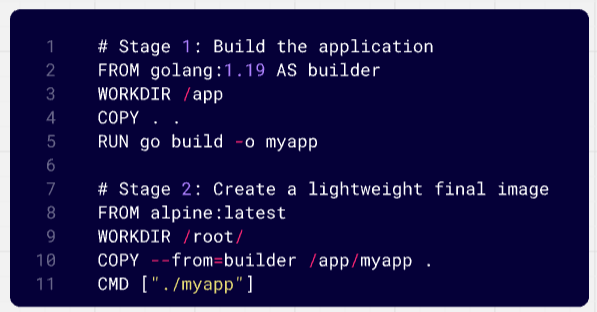 1 # Stage 1: Build the application
2 FROM golang:1.19 AS builder
3 WORKDIR /app
4 COPY . .
5 RUN go build -o myapp
6
7 # Stage 2: Create a lightweight final image
8 FROM alpine:latest
9 WORKDIR /root/
10 COPY --from=builder /app/myapp .
11 CMD ["./myapp"]